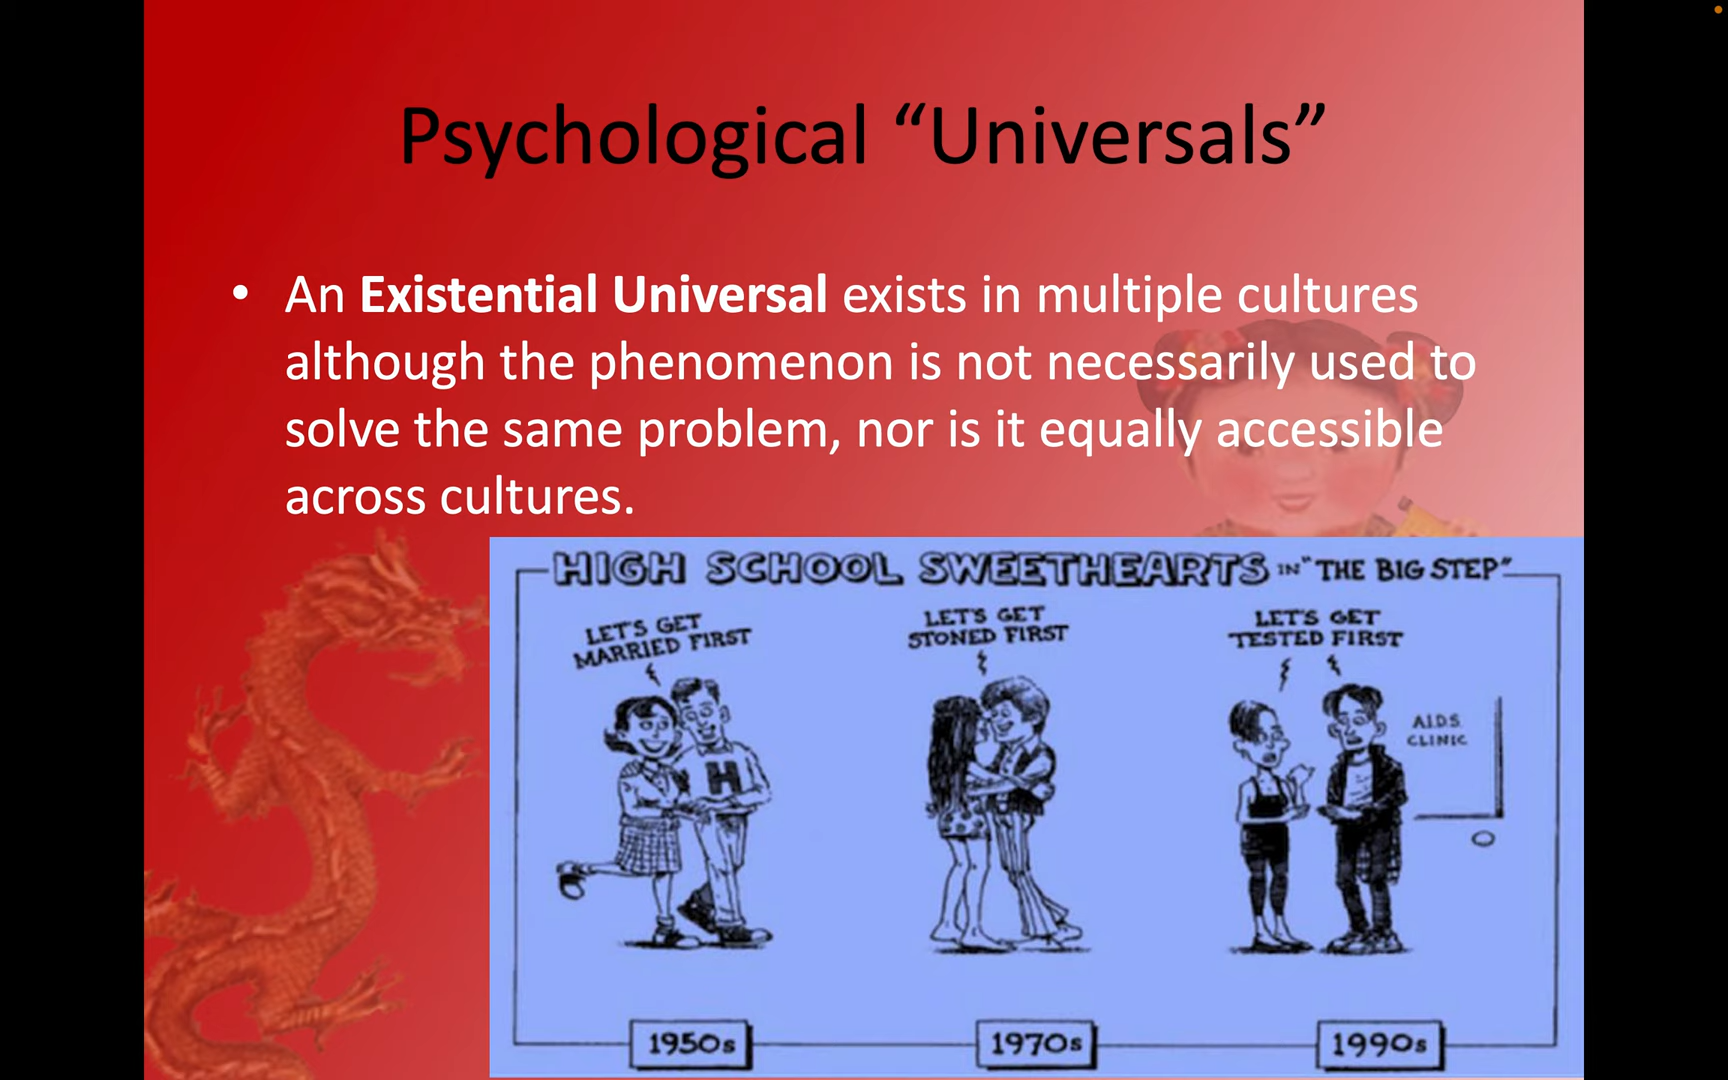 Psychological “Universals”
• An Existential Universal exists in multiple cultures
although the phenomenon is not necessarily used to
solve the same problem, nor is it equally accessible
across cultures.
HIGH SCHOOL SWEETHEARTS IN "THE BIG STEP"
LET'S GET
MARRIED FIRST
LET'S GET
STONED FIRST
LET'S GET
TESTED FIRST
H
A.I.D.S.
CLINIC
1950s
1970s
1990s